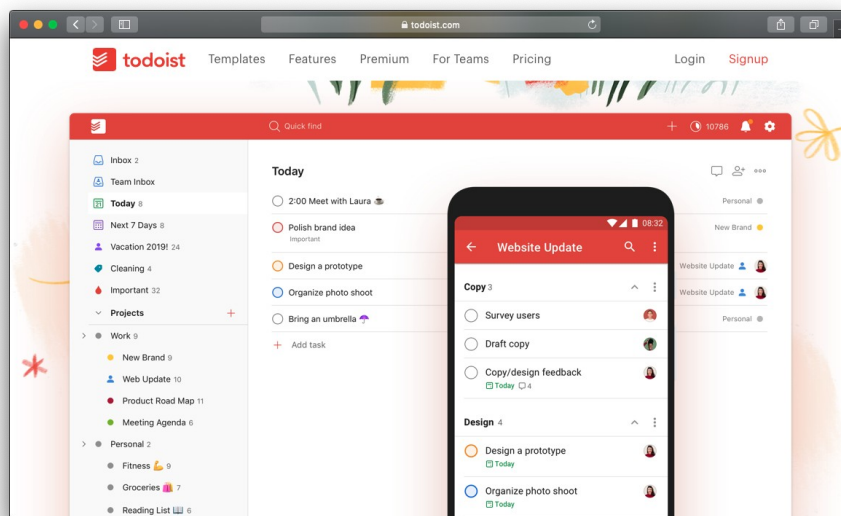 todoist.com
todoist Templates Features Premium For Teams Pricing Login Signup
Quick find 10786
Inbox 2
Team Inbox
Today 8
Next 7 Days 8
Vacation 2019! 24
Cleaning 4
Important 32
Projects
Work 9
New Brand 9
Web Update 10
Product Road Map 11
Meeting Agenda 6
Personal 2
Fitness 💪 9
Groceries 🛍️ 7
Reading List 📖 6
Today
2:00 Meet with Laura ☕ Personal
Polish brand idea New Brand
Important
Design a prototype Website Update
Organize photo shoot Website Update
Bring an umbrella ☂️ Personal
+ Add task
08:32
Website Update
Copy 3
Survey users
Draft copy
Copy/design feedback
Today 4
Design 4
Design a prototype
Today
Organize photo shoot
Today